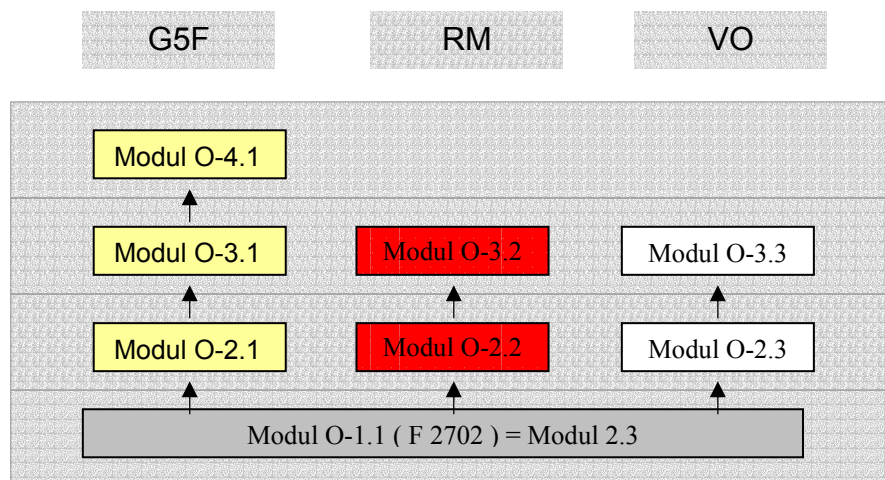 G5F RM VO
Modul O-4.1
Modul O-3.1 Modul O-3.2 Modul O-3.3
Modul O-2.1 Modul O-2.2 Modul O-2.3
Modul O-1.1 ( F 2702 ) = Modul 2.3